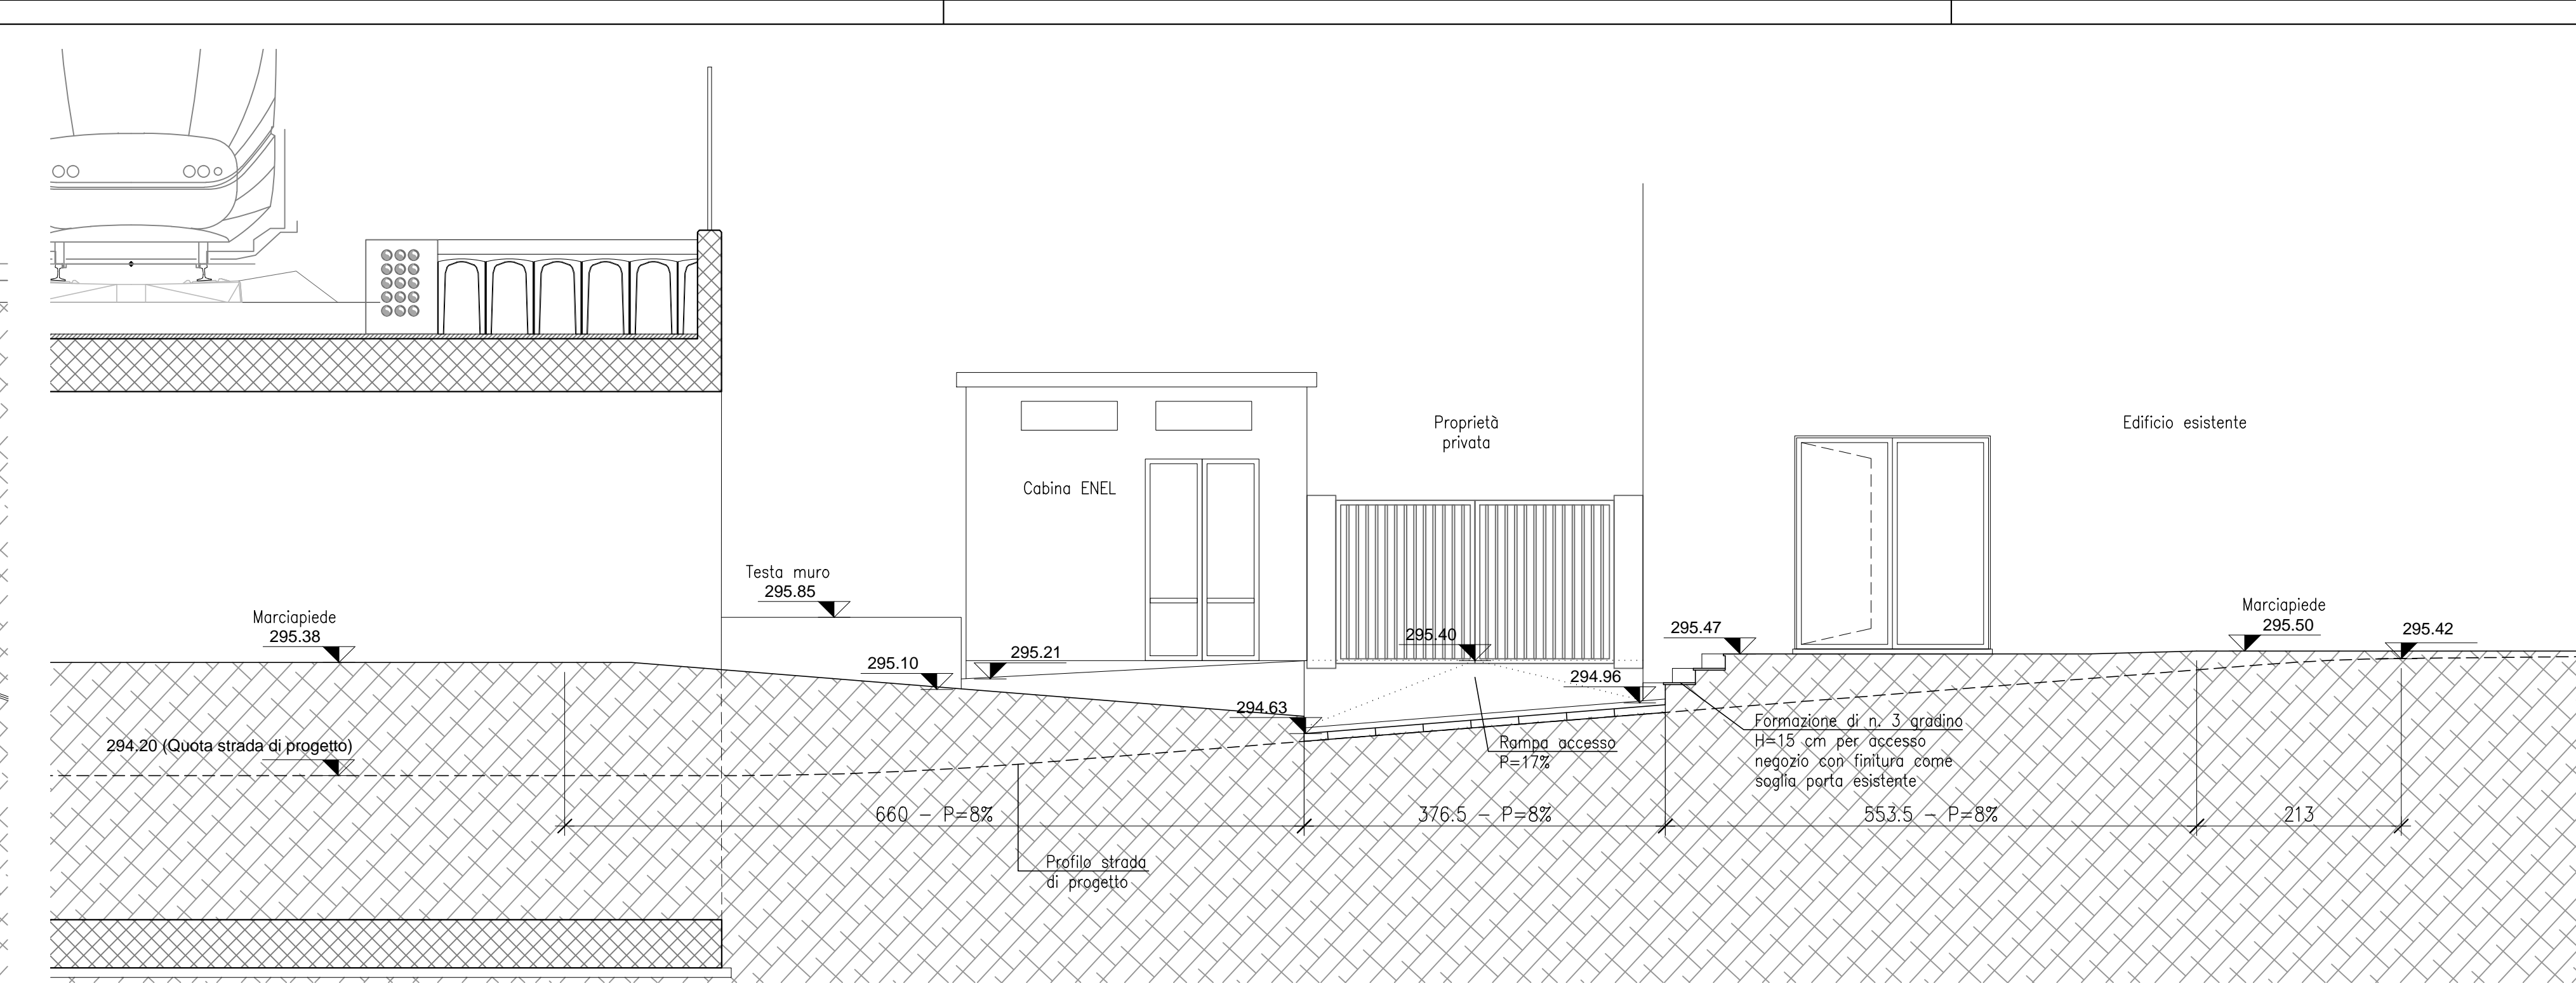 Proprietà
privata
Edificio esistente
Cabina ENEL
Testa muro
295.85
Marciapiede
295.38
295.10
295.21
295.40
295.47
Marciapiede
295.50
295.42
294.96
294.63
294.20 (Quota strada di progetto)
Rampa accesso
P=17%
Formazione di n. 3 gradino
H=15 cm per accesso
negozio con finitura come
soglia porta esistente
660 - P=8%
376.5 - P=8%
553.5 - P=8%
213
Profilo strada
di progetto